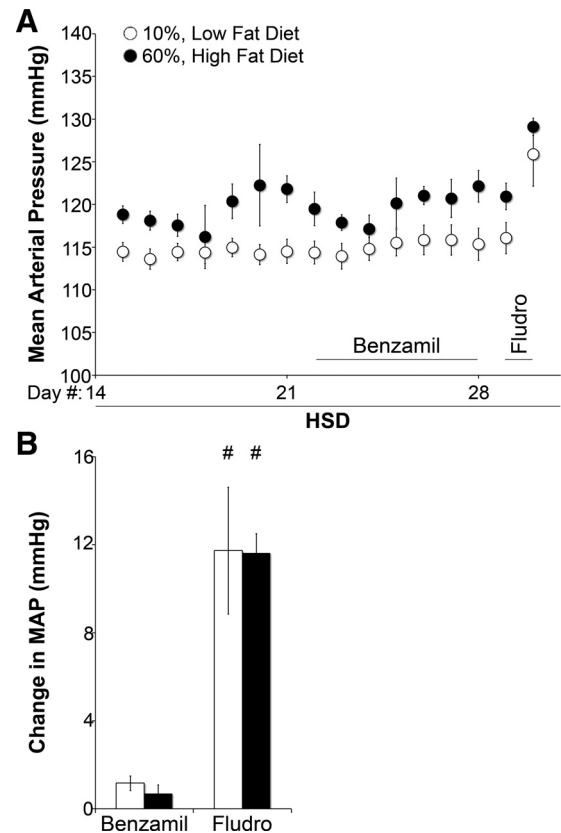 A
10%, Low Fat Diet
60%, High Fat Diet
Mean Arterial Pressure (mmHg)
140
135
130
125
120
115
110
105
100
Benzamil
Fludro
Day #: 14
21
28
HSD
B
Change in MAP (mmHg)
16
12
8
4
0
# #
Benzamil
Fludro